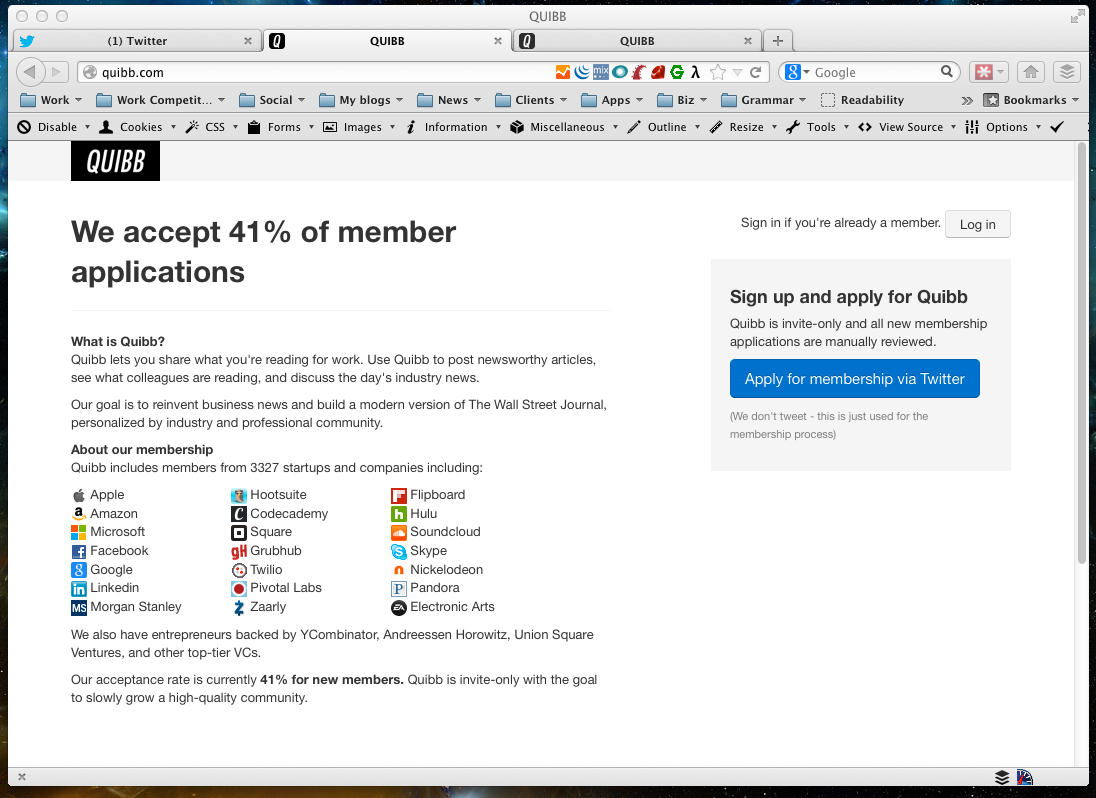 QUIBB
(1) Twitter
QUIBB
QUIBB
quibb.com
mix
Google
Work
Work Competit...
Social
My blogs
News
Clients
Apps
Biz
Grammar
Readability
Bookmarks
Disable
Cookies
CSS
Forms
Images
Information
Miscellaneous
Outline
Resize
Tools
View Source
Options
QUIBB
We accept 41% of member
applications
Sign in if you're already a member.
Log in
Sign up and apply for Quibb
Quibb is invite-only and all new membership
applications are manually reviewed.
Apply for membership via Twitter
(We don't tweet - this is just used for the
membership process)
What is Quibb?
Quibb lets you share what you're reading for work. Use Quibb to post newsworthy articles,
see what colleagues are reading, and discuss the day's industry news.
Our goal is to reinvent business news and build a modern version of The Wall Street Journal,
personalized by industry and professional community.
About our membership
Quibb includes members from 3327 startups and companies including:
Apple
Amazon
Microsoft
Facebook
Google
Linkedin
MS Morgan Stanley
Hootsuite
Codecademy
Square
gH Grubhub
Twilio
Pivotal Labs
Zaarly
Flipboard
Hulu
Soundcloud
Skype
Nickelodeon
Pandora
EA Electronic Arts
We also have entrepreneurs backed by YCombinator, Andreessen Horowitz, Union Square
Ventures, and other top-tier VCs.
Our acceptance rate is currently 41% for new members. Quibb is invite-only with the goal
to slowly grow a high-quality community.